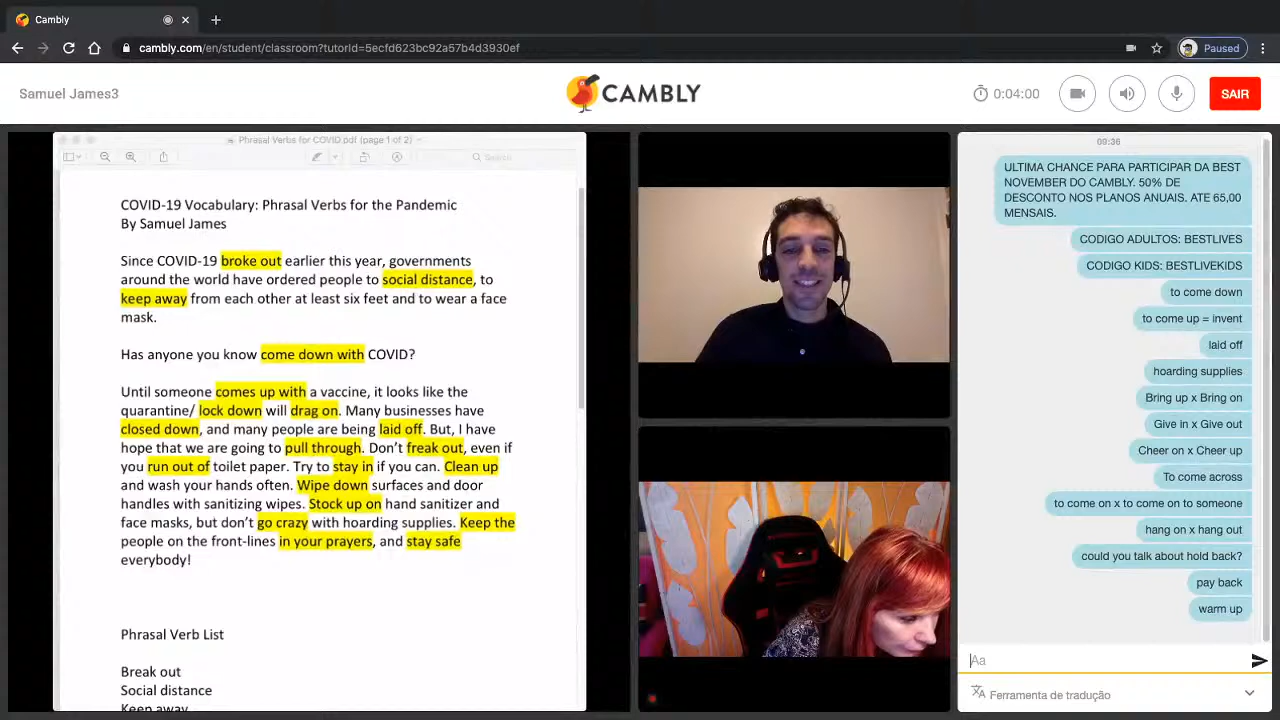 Cambly
cambly.com/en/student/classroom?tutorId=5ecfd623bc92a57b4d3930ef
Paused
Samuel James3
CAMBLY
0:04:00
SAIR
Phrasal Verbs for COVID.pdf (page 1 of 2)
Search
COVID-19 Vocabulary: Phrasal Verbs for the Pandemic
By Samuel James
Since COVID-19 broke out earlier this year, governments
around the world have ordered people to social distance, to
keep away from each other at least six feet and to wear a face
mask.
Has anyone you know come down with COVID?
Until someone comes up with a vaccine, it looks like the
quarantine/ lock down will drag on. Many businesses have
closed down, and many people are being laid off. But, I have
hope that we are going to pull through. Don't freak out, even if
you run out of toilet paper. Try to stay in if you can. Clean up
and wash your hands often. Wipe down surfaces and door
handles with sanitizing wipes. Stock up on hand sanitizer and
face masks, but don't go crazy with hoarding supplies. Keep the
people on the front-lines in your prayers, and stay safe
everybody!
Phrasal Verb List
Break out
Social distance
Keep away
09:36
ULTIMA CHANCE PARA PARTICIPAR DA BEST
NOVEMBER DO CAMBLY. 50% DE
DESCONTO NOS PLANOS ANUAIS. ATE 65,00
MENSAIS.
CODIGO ADULTOS: BESTLIVES
CODIGO KIDS: BESTLIVEKIDS
to come down
to come up = invent
laid off
hoarding supplies
Bring up x Bring on
Give in x Give out
Cheer on x Cheer up
To come across
to come on x to come on to someone
hang on x hang out
could you talk about hold back?
pay back
warm up
Aa
Ferramenta de tradução